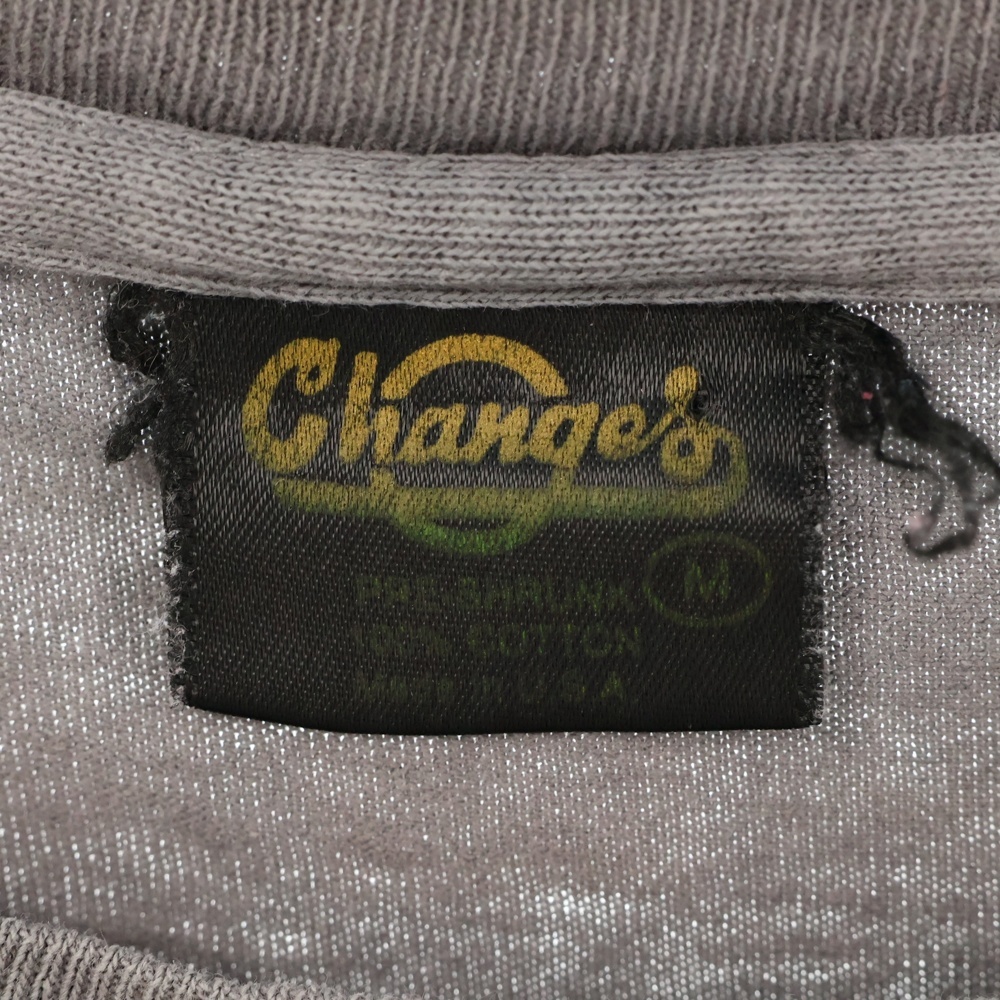 Changes
PRE-SHRUNK M
100% COTTON
MADE IN U.S.A